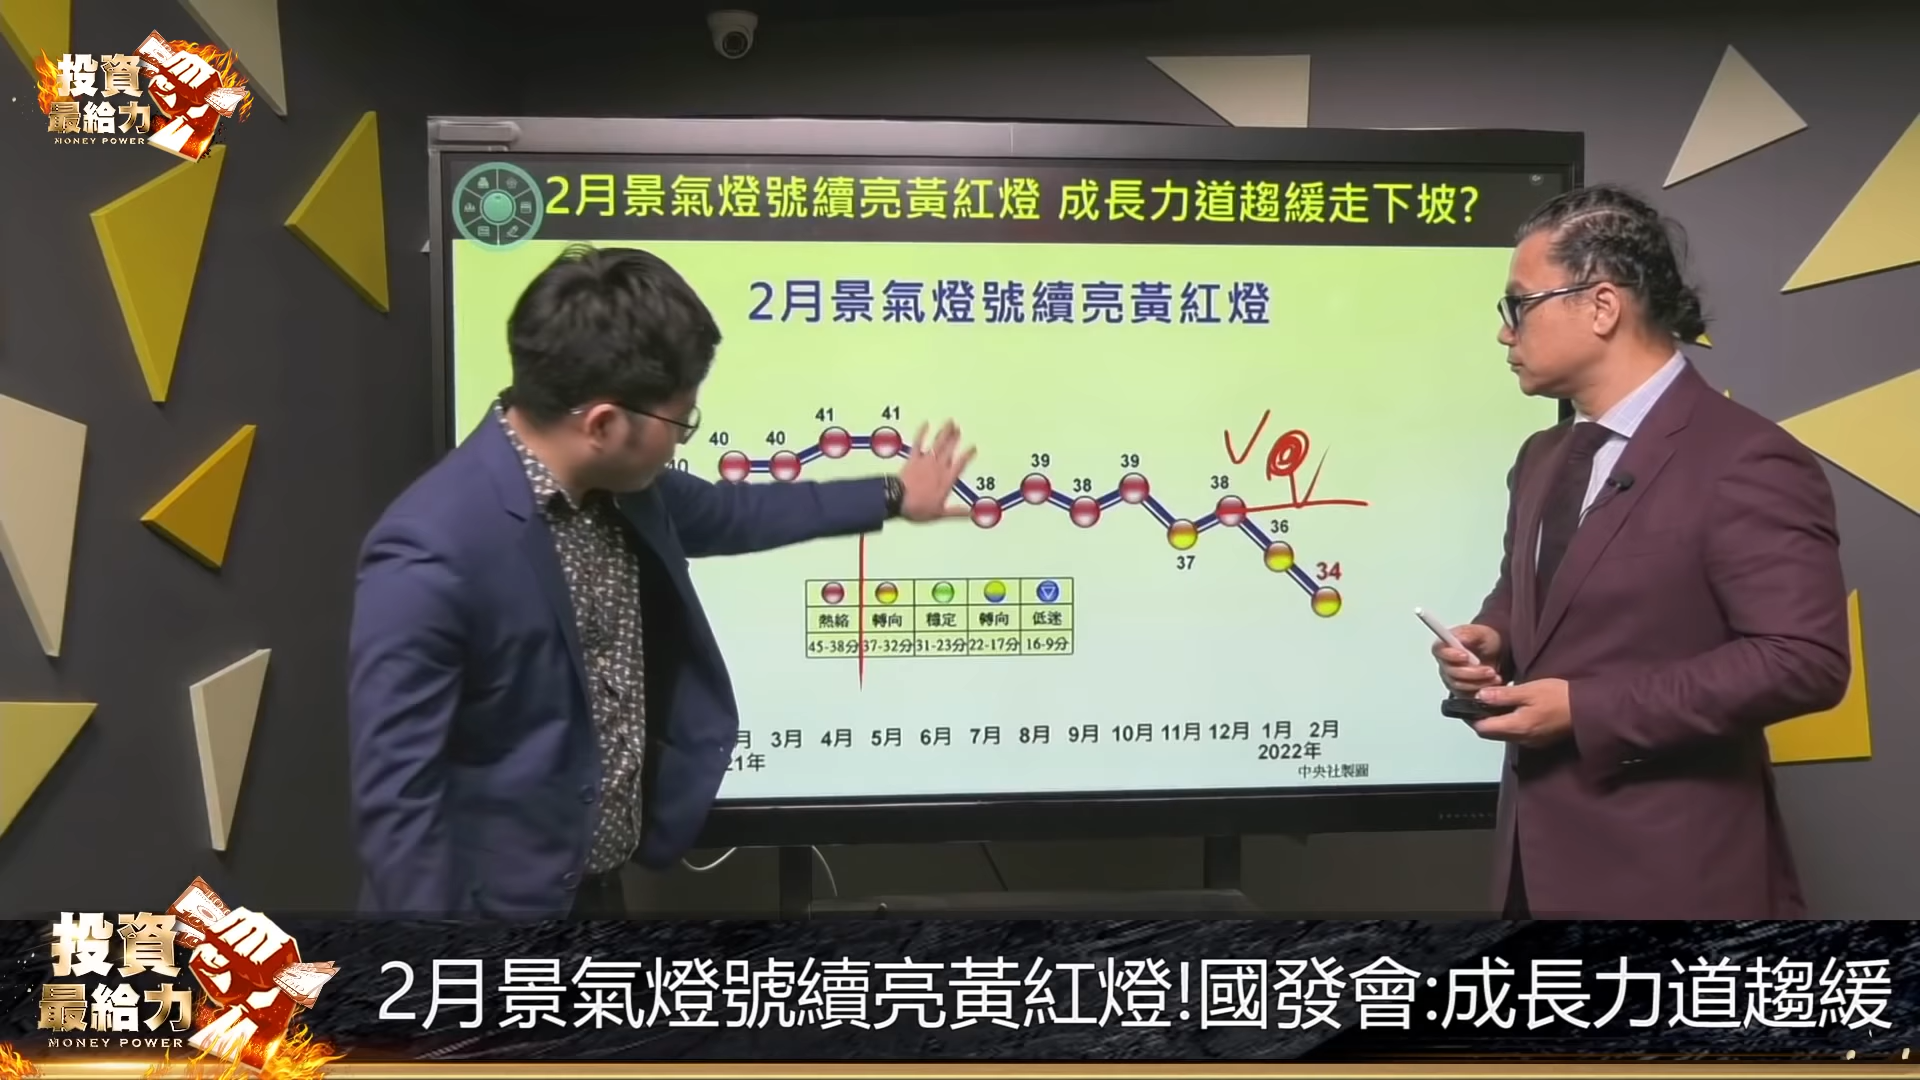 投資
最給力
MONEY POWER
2月景氣燈號續亮黃紅燈 成長力道趨緩走下坡?
2月景氣燈號續亮黃紅燈
40
40
40
41
41
38
39
38
39
37
38
36
34
熱絡 轉向 穩定 轉向 低迷
45-38分 37-32分 31-23分 22-17分 16-9分
月 3月 4月 5月 6月 7月 8月 9月 10月 11月 12月 1月 2月
21年 2022年
中央社製圖
投資
最給力
MONEY POWER
2月景氣燈號續亮黃紅燈!國發會:成長力道趨緩